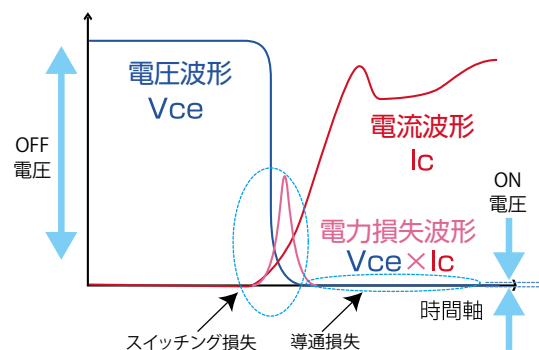 電圧波形
Vce
OFF
電圧
電流波形
Ic
ON
電圧
電力損失波形
Vce×Ic
時間軸
スイッチング損失
導通損失